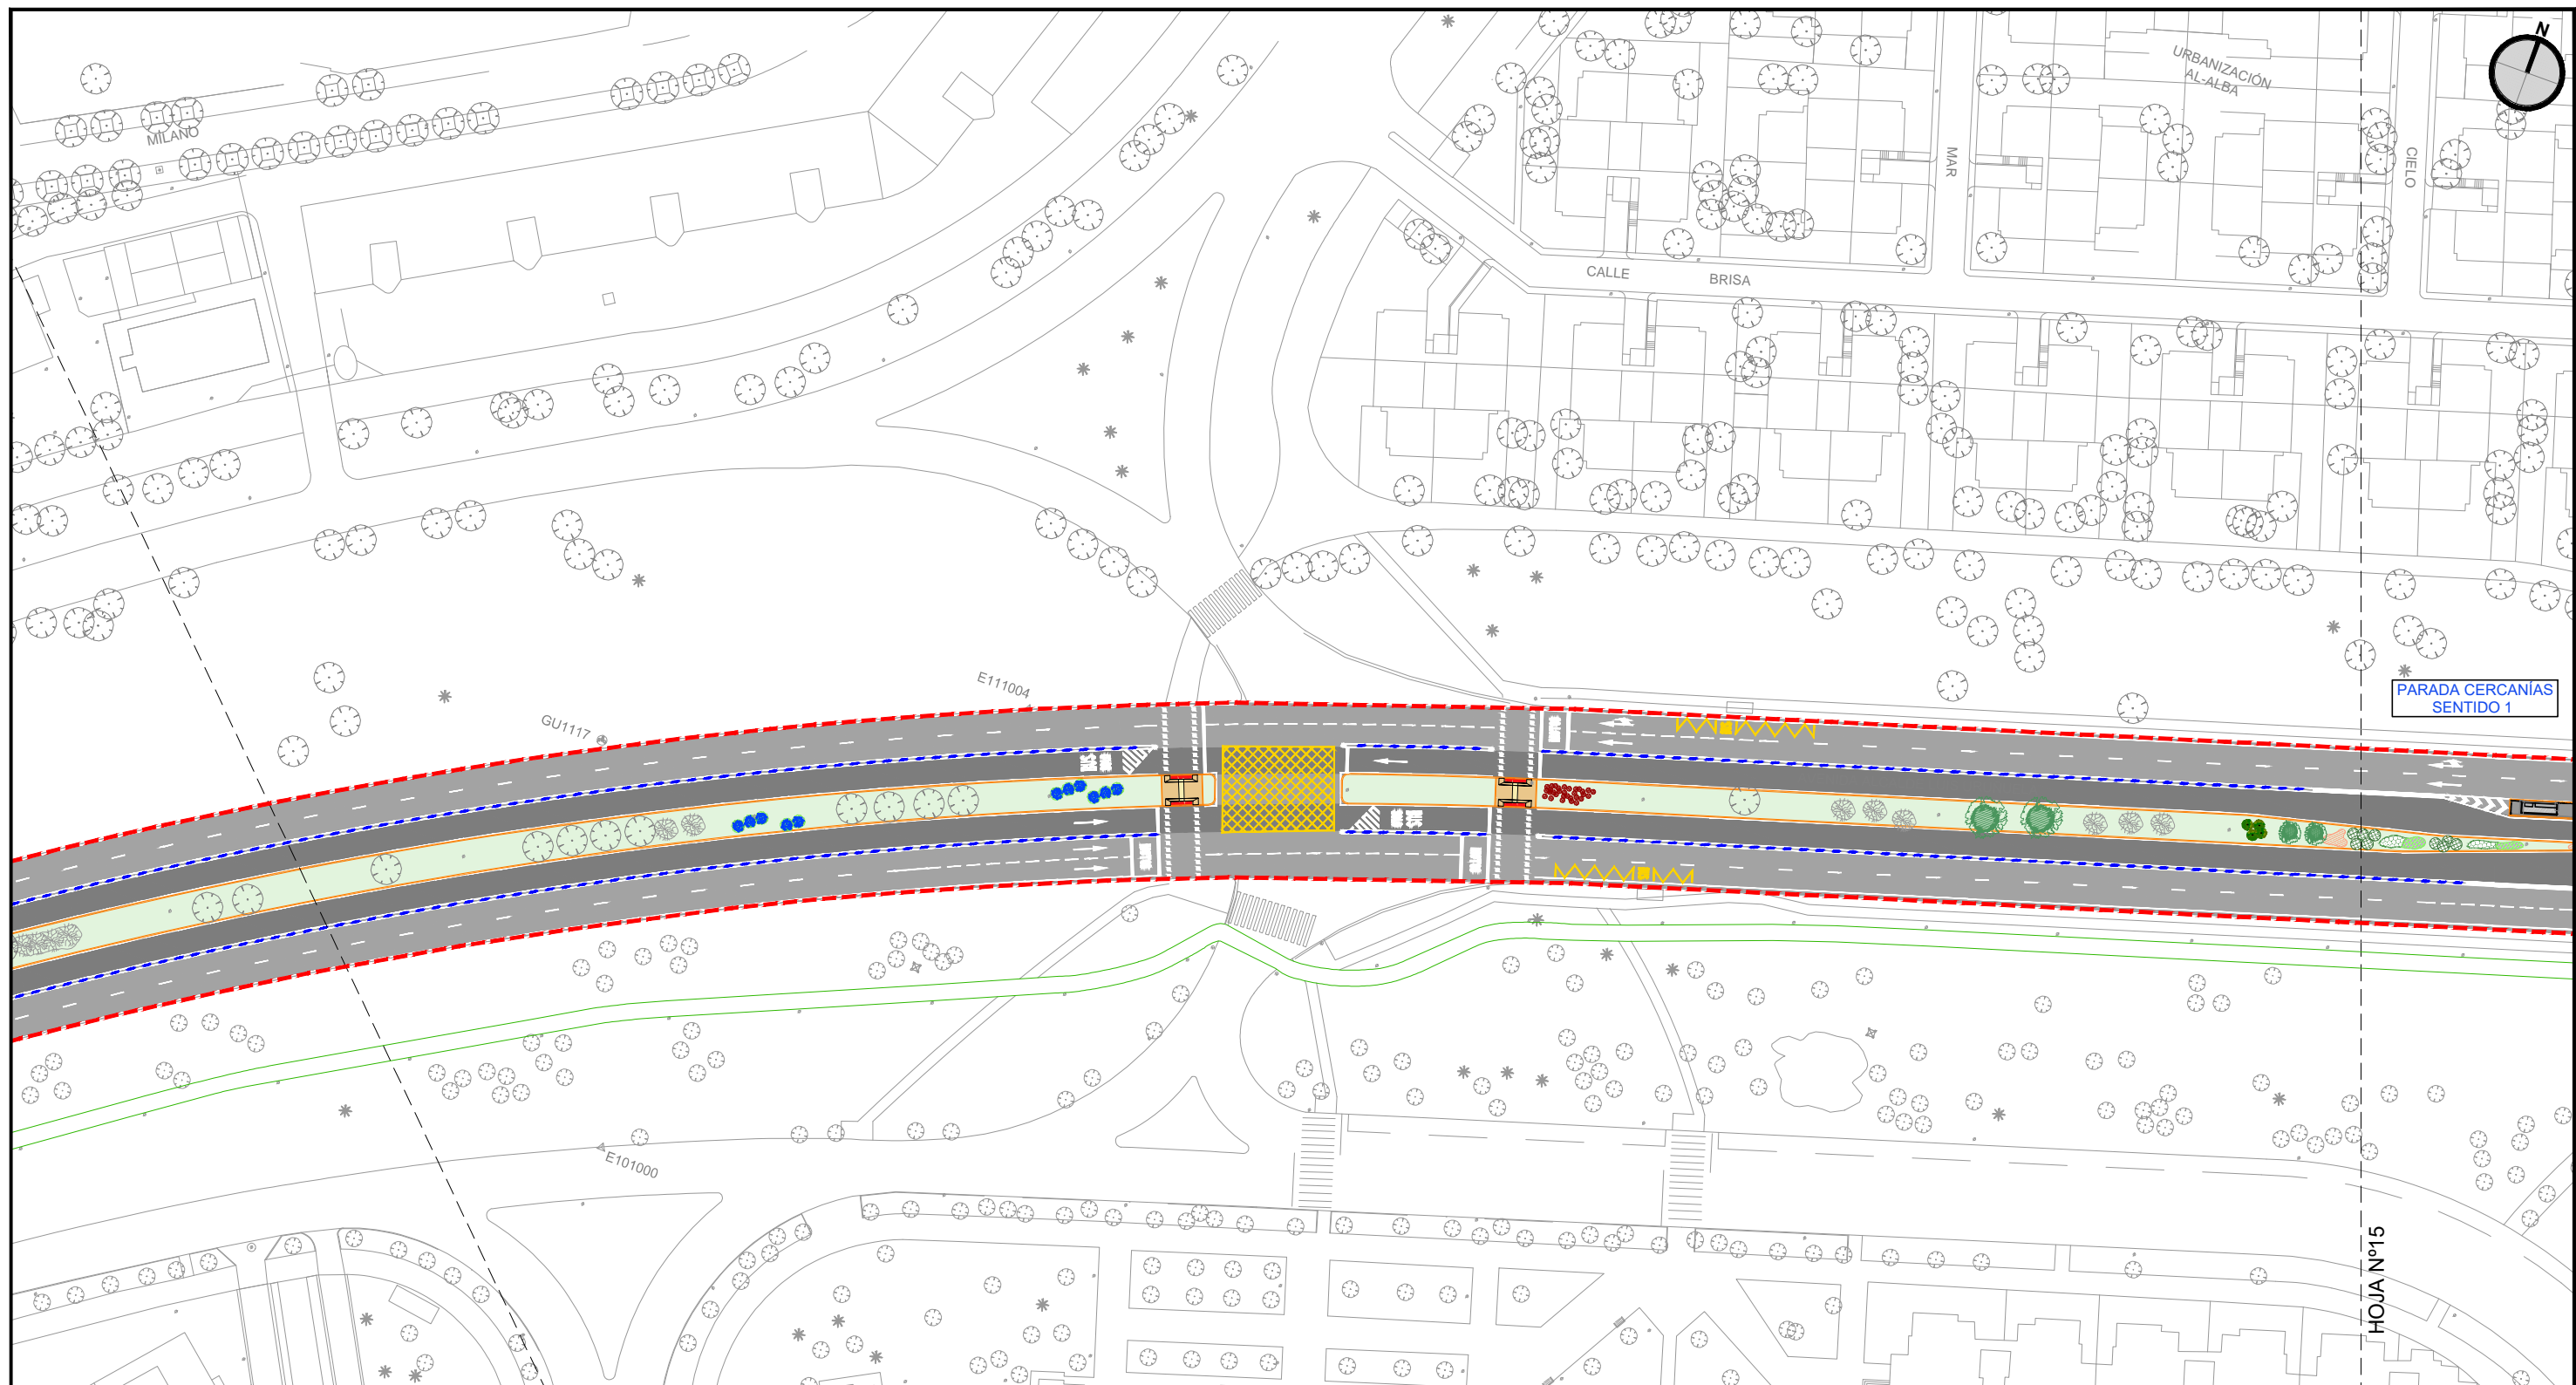 N
URBANIZACIÓN
AL-ALBA
MILANO
MAR
CIELO
CALLE
BRISA
E111004
GU1117
PARADA CERCANÍAS
SENTIDO 1
E101000
HOJA Nº15